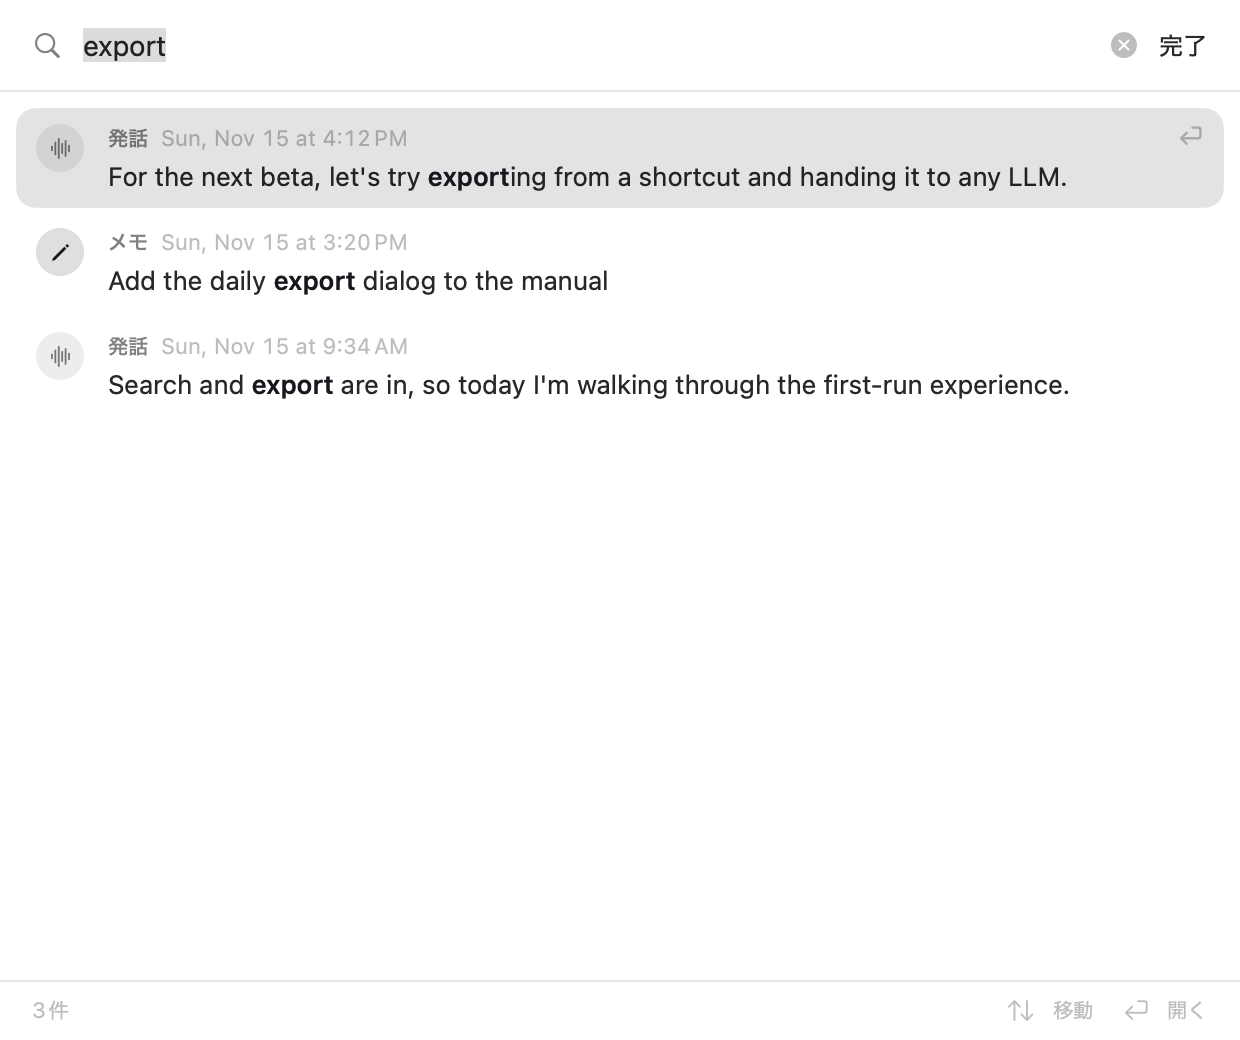 export
完了
発話 Sun, Nov 15 at 4:12 PM
For the next beta, let's try exporting from a shortcut and handing it to any LLM.
メモ Sun, Nov 15 at 3:20 PM
Add the daily export dialog to the manual
発話 Sun, Nov 15 at 9:34 AM
Search and export are in, so today I'm walking through the first-run experience.
3件
移動 開く